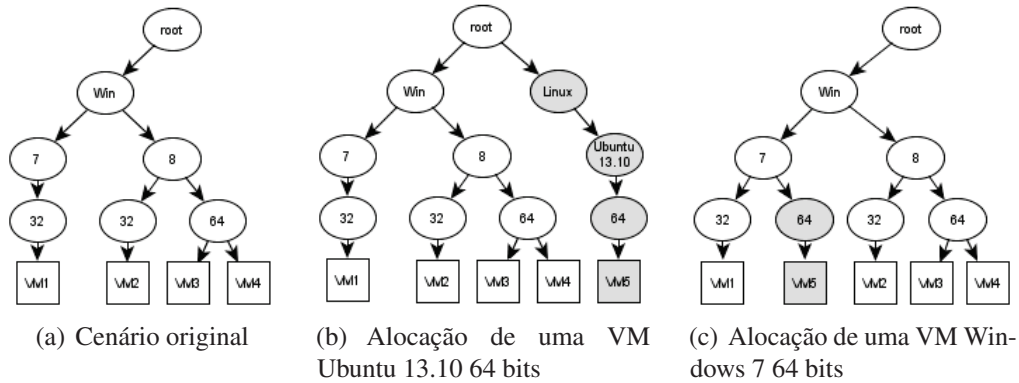 root
Win
7
8
32
32
64
VM1
VM2
VM3
VM4
(a) Cenário original
root
Win
Linux
7
8
Ubuntu
13.10
32
32
64
64
VM1
VM2
VM3
VM4
VM5
(b) Alocação de uma VM
Ubuntu 13.10 64 bits
root
Win
7
8
32
64
32
64
VM1
VM5
VM2
VM3
VM4
(c) Alocação de uma VM Win-
dows 7 64 bits